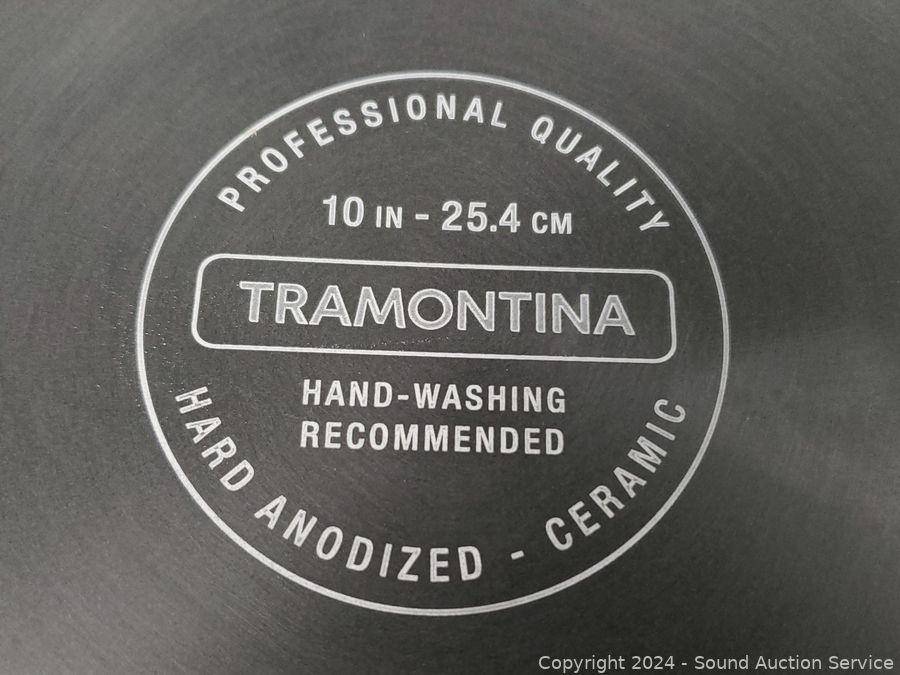 PROFESSIONAL QUALITY
10 IN - 25.4 CM
TRAMONTINA
HAND-WASHING
RECOMMENDED
HARD ANODIZED - CERAMIC
Copyright 2024 - Sound Auction Service